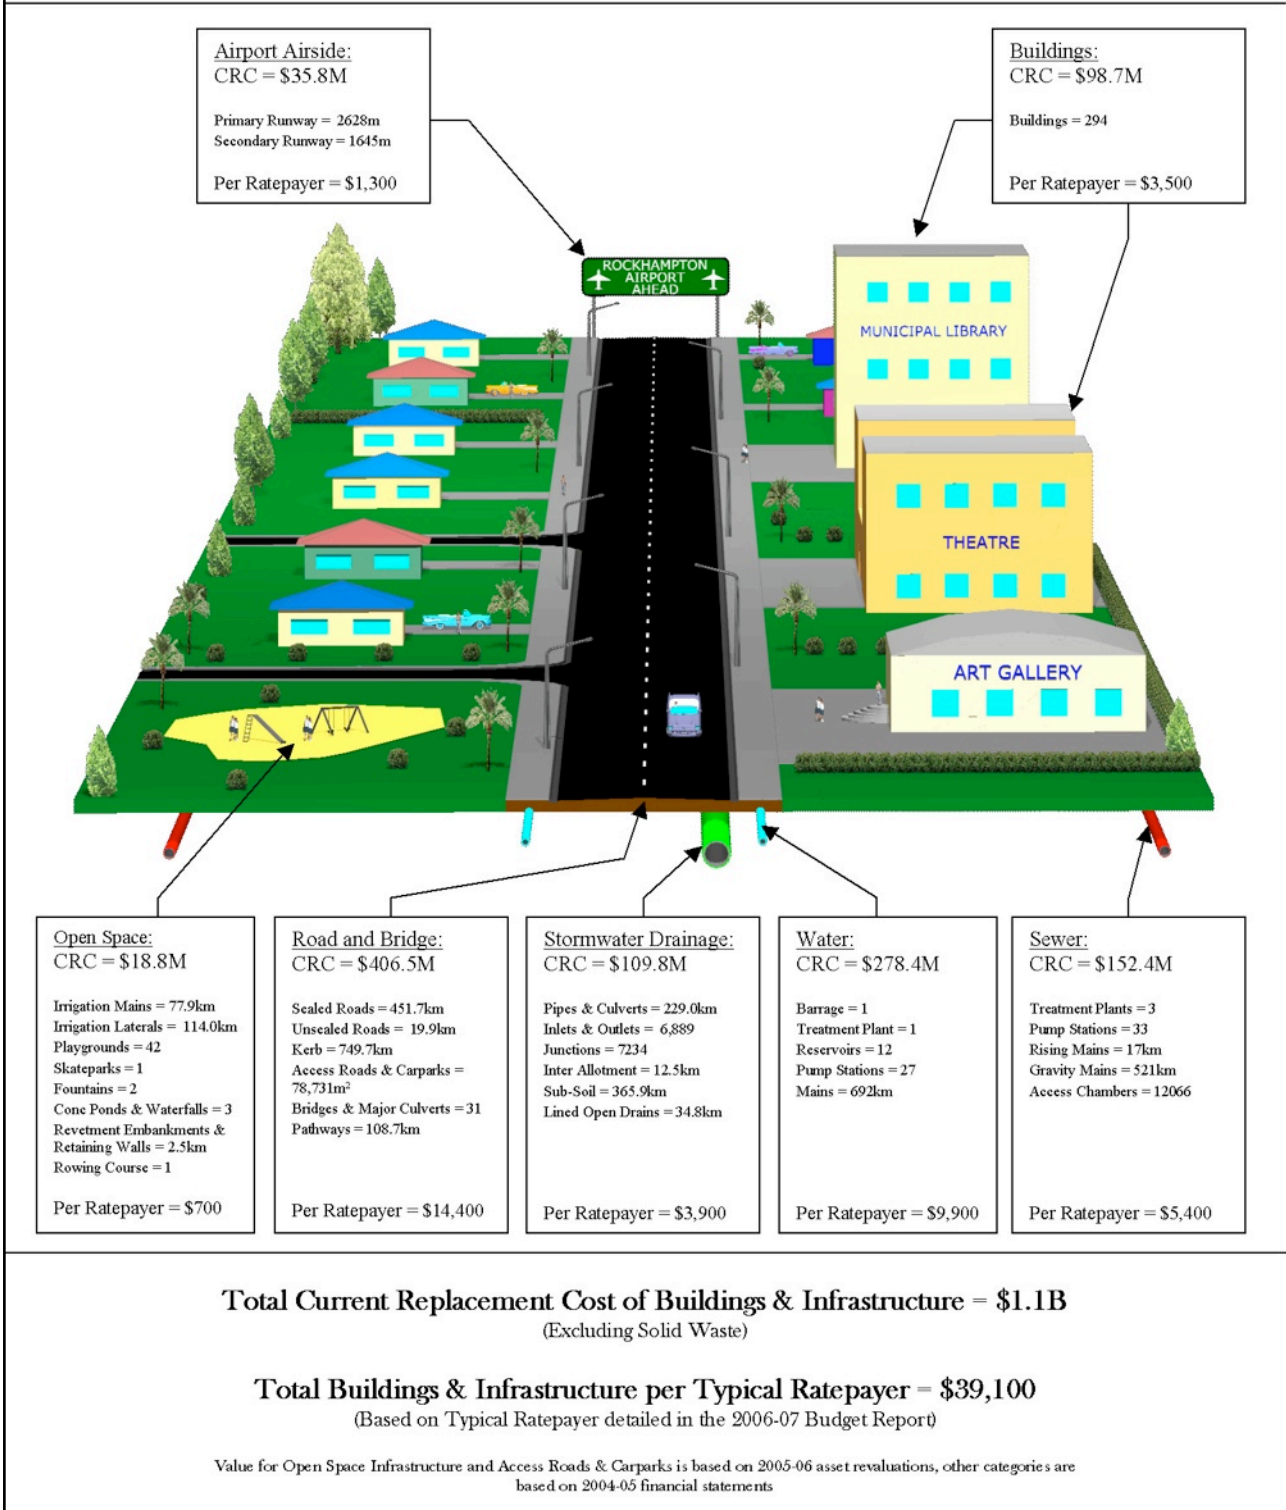 Airport Airside:
CRC = $35.8M
Primary Runway = 2628m
Secondary Runway = 1645m
Per Ratepayer = $1,300
Buildings:
CRC = $98.7M
Buildings = 294
Per Ratepayer = $3,500
ROCKHAMPTON
AIRPORT
AHEAD
MUNICIPAL LIBRARY
THEATRE
ART GALLERY
Open Space:
CRC = $18.8M
Irrigation Mains = 77.9km
Irrigation Laterals = 114.0km
Playgrounds = 42
Skateparks = 1
Fountains = 2
Conc Ponds & Waterfalls = 3
Revetment Embankments &
Retaining Walls = 2.5km
Rowing Course = 1
Per Ratepayer = $700
Road and Bridge:
CRC = $406.5M
Sealed Roads = 451.7km
Unsealed Roads = 19.9km
Kerb = 749.7km
Access Roads & Carparks =
78,731m²
Bridges & Major Culverts = 31
Pathways = 108.7km
Per Ratepayer = $14,400
Stormwater Drainage:
CRC = $109.8M
Pipes & Culverts = 229.0km
Inlets & Outlets = 6,889
Junctions = 7234
Inter Allotment = 12.5km
Sub-Soil = 365.9km
Lined Open Drains = 34.8km
Per Ratepayer = $3,900
Water:
CRC = $278.4M
Barrage = 1
Treatment Plant = 1
Reservoirs = 12
Pump Stations = 27
Mains = 692km
Per Ratepayer = $9,900
Sewer:
CRC = $152.4M
Treatment Plants = 3
Pump Stations = 33
Rising Mains = 17km
Gravity Mains = 521km
Access Chambers = 12066
Per Ratepayer = $5,400
Total Current Replacement Cost of Buildings & Infrastructure = $1.1B
(Excluding Solid Waste)
Total Buildings & Infrastructure per Typical Ratepayer = $39,100
(Based on Typical Ratepayer detailed in the 2006-07 Budget Report)
Value for Open Space Infrastructure and Access Roads & Carparks is based on 2005-06 asset revaluations, other categories are
based on 2004-05 financial statements